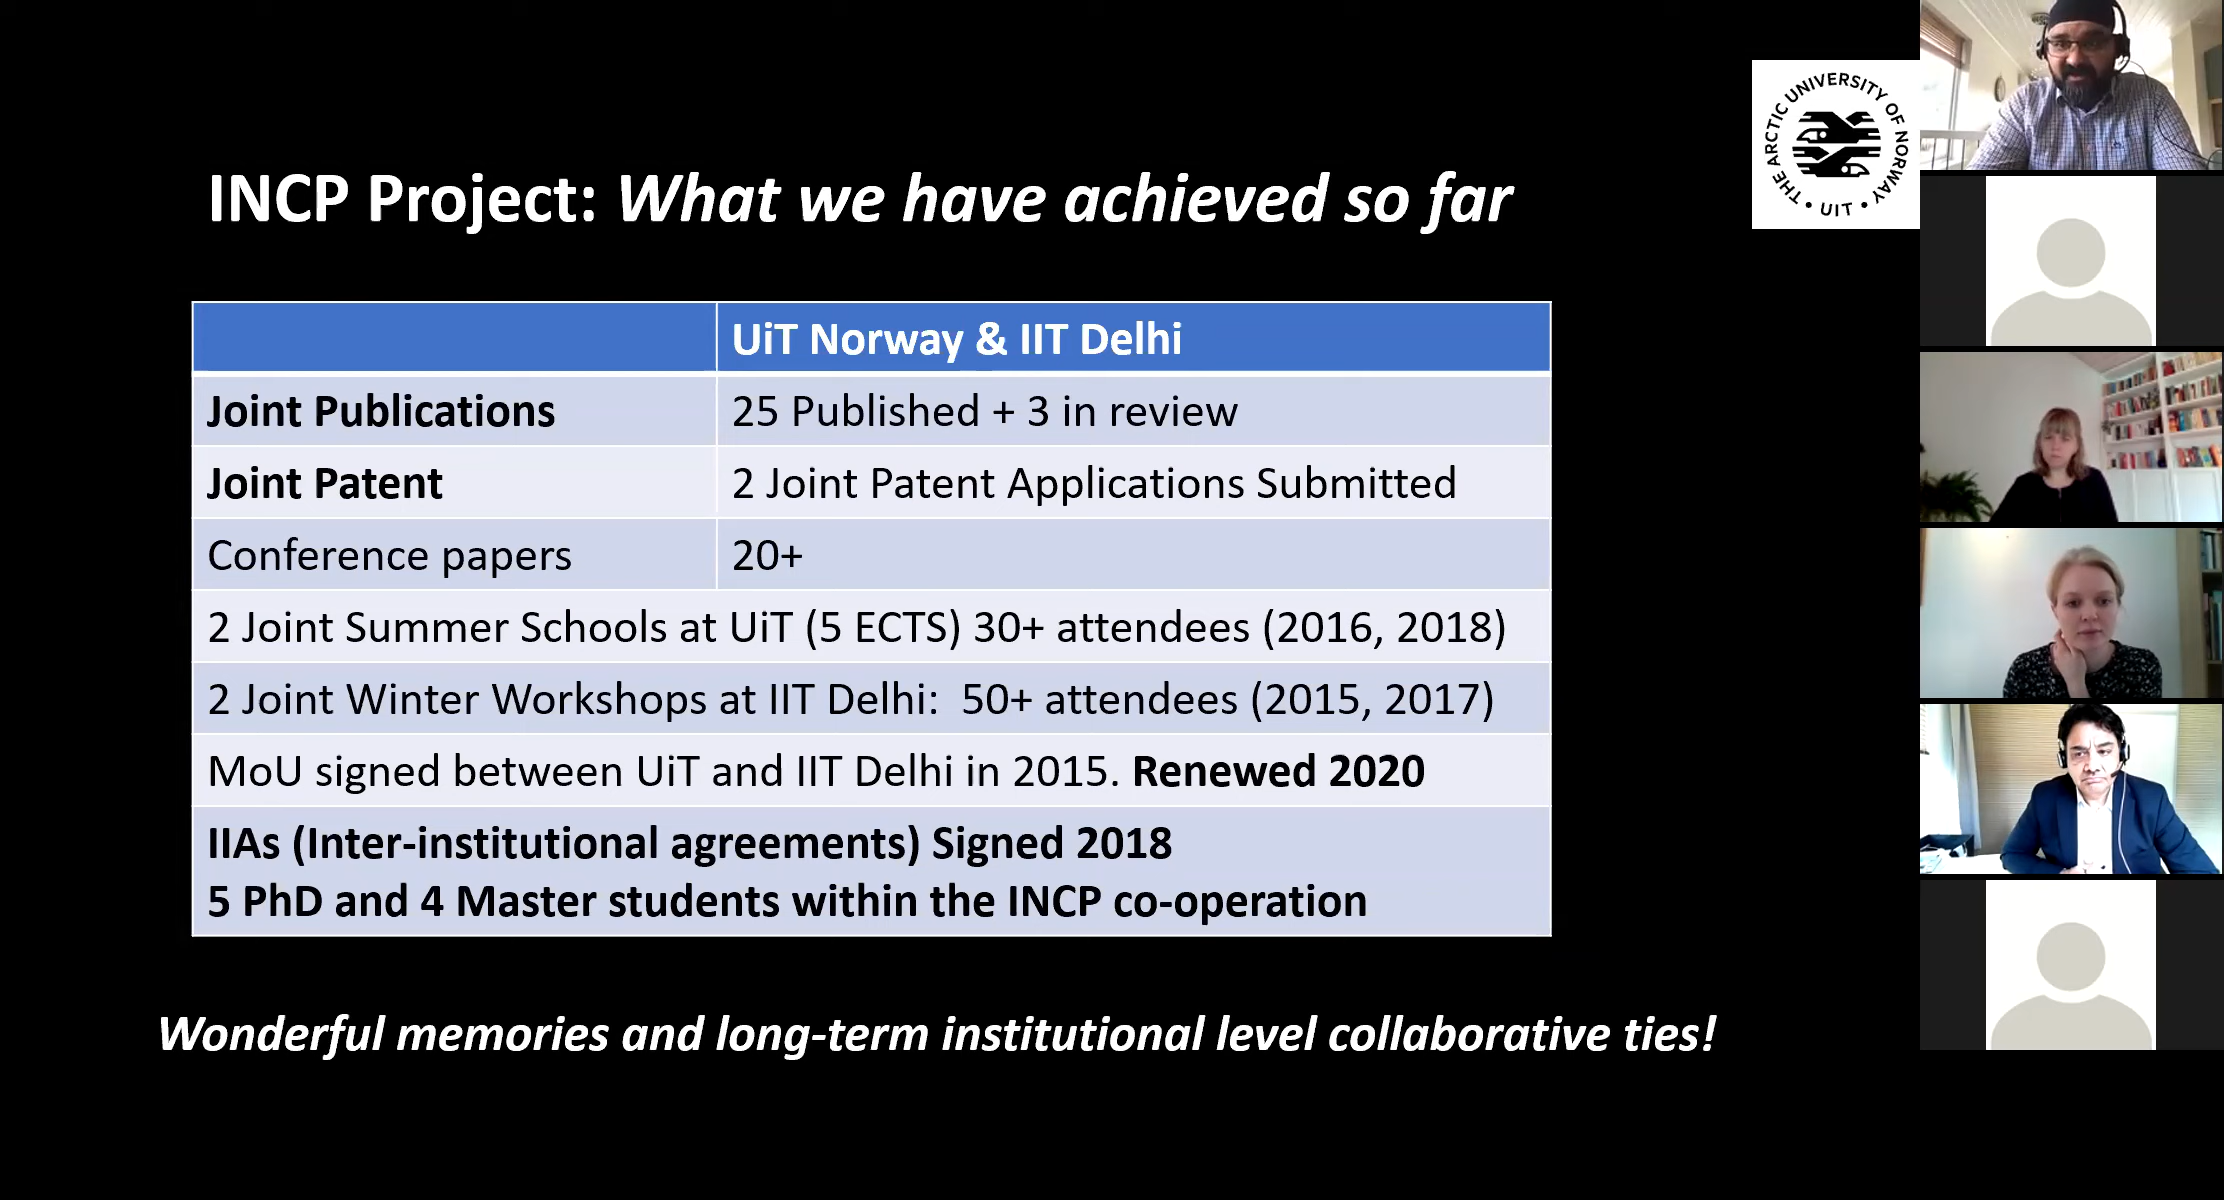 INCP Project: What we have achieved so far
THE ARCTIC UNIVERSITY OF NORWAY • UIT •
UiT Norway & IIT Delhi
Joint Publications 25 Published + 3 in review
Joint Patent 2 Joint Patent Applications Submitted
Conference papers 20+
2 Joint Summer Schools at UiT (5 ECTS) 30+ attendees (2016, 2018)
2 Joint Winter Workshops at IIT Delhi: 50+ attendees (2015, 2017)
MoU signed between UiT and IIT Delhi in 2015. Renewed 2020
IIAs (Inter-institutional agreements) Signed 2018
5 PhD and 4 Master students within the INCP co-operation
Wonderful memories and long-term institutional level collaborative ties!